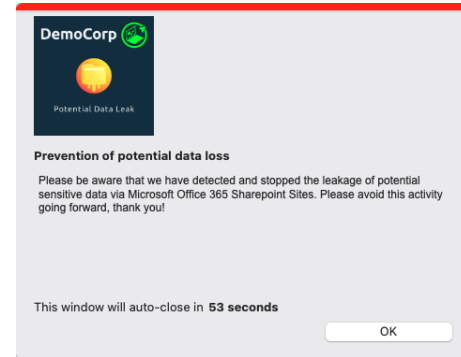 DemoCorp
Potential Data Leak
Prevention of potential data loss
Please be aware that we have detected and stopped the leakage of potential
sensitive data via Microsoft Office 365 Sharepoint Sites. Please avoid this activity
going forward, thank you!
This window will auto-close in 53 seconds
OK